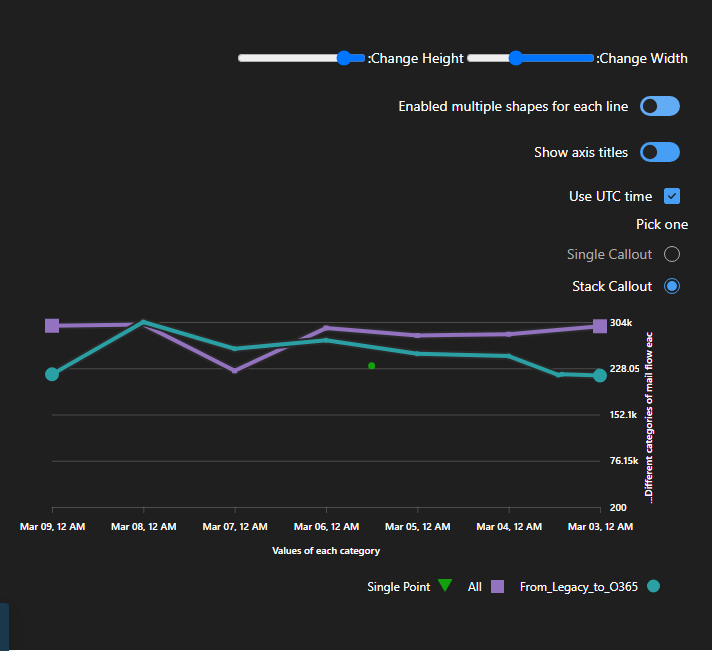 :Change Height
:Change Width
Enabled multiple shapes for each line
Show axis titles
Use UTC time
Pick one
Single Callout
Stack Callout
304k
228.05
152.1k
76.15k
200
...Different categories of mail flow eac
Mar 09, 12 AM
Mar 08, 12 AM
Mar 07, 12 AM
Mar 06, 12 AM
Mar 05, 12 AM
Mar 04, 12 AM
Mar 03, 12 AM
Values of each category
Single Point
All
From_Legacy_to_O365